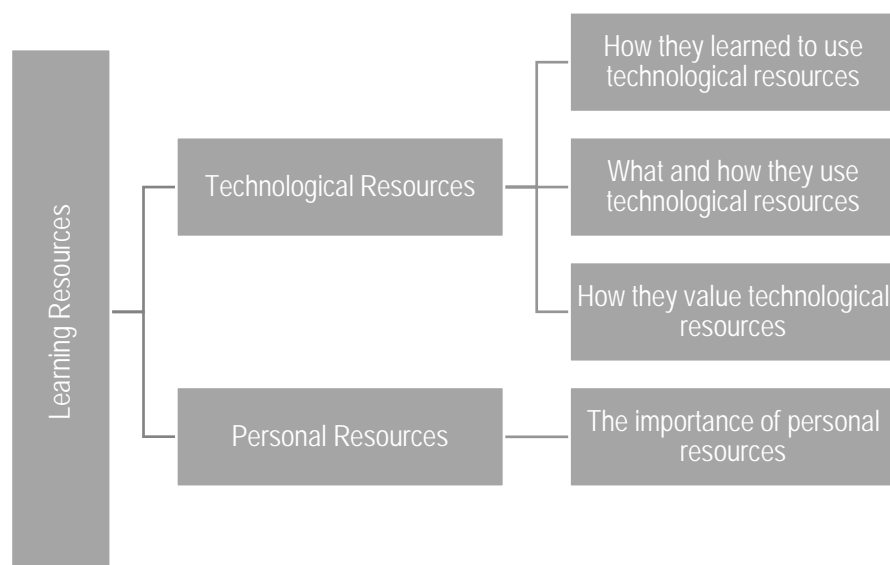 Learning Resources
Technological Resources
How they learned to use
technological resources
What and how they use
technological resources
How they value technological
resources
Personal Resources
The importance of personal
resources